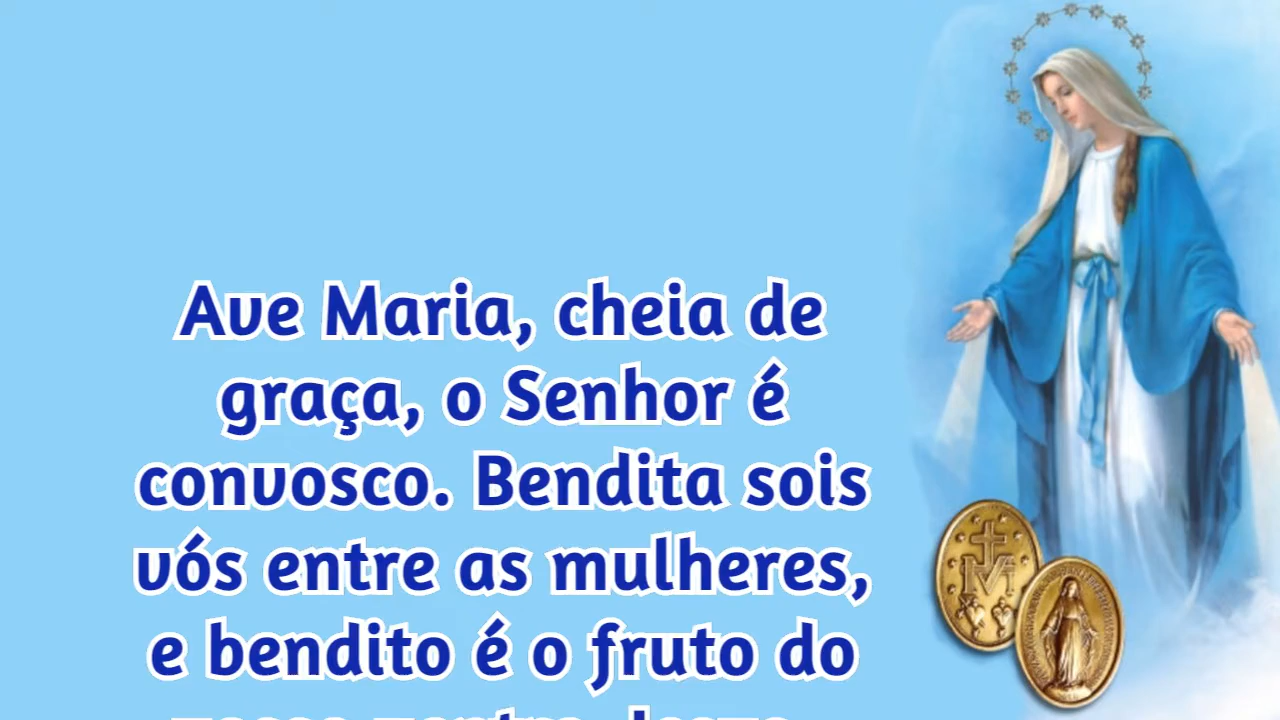 Ave Maria, cheia de
graça, o Senhor é
convosco. Bendita sois
vós entre as mulheres,
e bendito é o fruto do